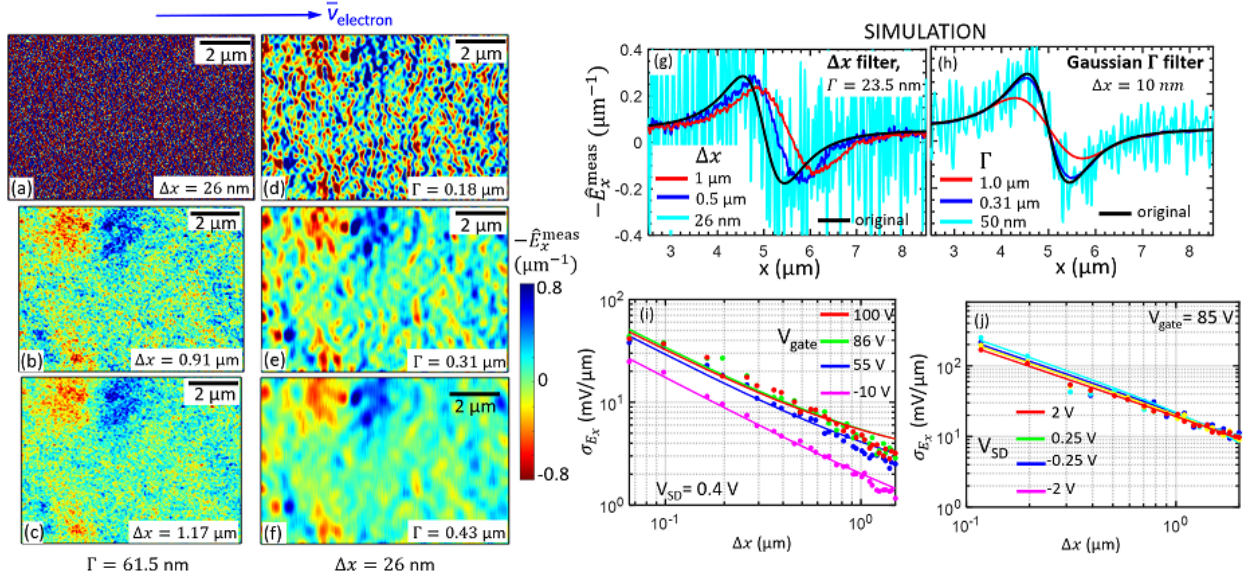 v̄electron
2 μm
(a)
Δx = 26 nm
2 μm
(b)
Δx = 0.91 μm
2 μm
(c)
Δx = 1.17 μm
Γ = 61.5 nm
2 μm
(d)
Γ = 0.18 μm
2 μm
(e)
Γ = 0.31 μm
2 μm
(f)
Γ = 0.43 μm
Δx = 26 nm
−Ê_x^meas
(μm⁻¹)
0.8
0
-0.8
SIMULATION
(g)
Δx filter,
Γ = 23.5 nm
−Ê_x^meas (μm⁻¹)
0.4
0.2
0
-0.2
-0.4
Δx
1 μm
0.5 μm
26 nm
original
3 4 5 6 7 8
x (μm)
(h)
Gaussian Γ filter
Δx = 10 nm
Γ
1.0 μm
0.31 μm
50 nm
original
3 4 5 6 7 8
x (μm)
(i)
σ_Ex (mV/μm)
10²
10¹
10⁰
V_gate
100 V
86 V
55 V
-10 V
V_SD= 0.4 V
10⁻¹ 10⁰
Δx (μm)
(j)
V_gate= 85 V
σ_Ex (mV/μm)
10²
10¹
10⁰
V_SD
2 V
0.25 V
-0.25 V
-2 V
10⁻¹ 10⁰ 10⁰
Δx (μm)